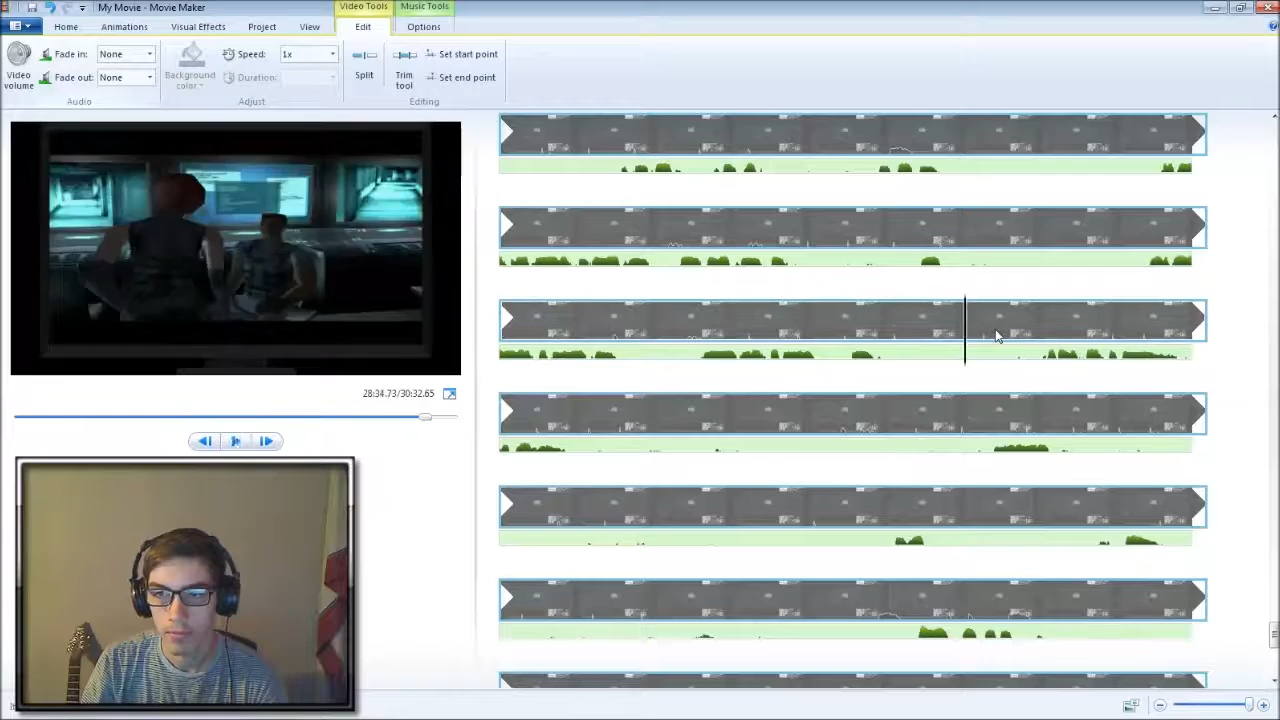 My Movie - Movie Maker
Video Tools
Music Tools
Home
Animations
Visual Effects
Project
View
Edit
Options
Video volume
Fade in: None
Fade out: None
Audio
Background color
Speed: 1x
Duration:
Adjust
Split
Trim tool
Set start point
Set end point
Editing
28:34.73/30:32.65